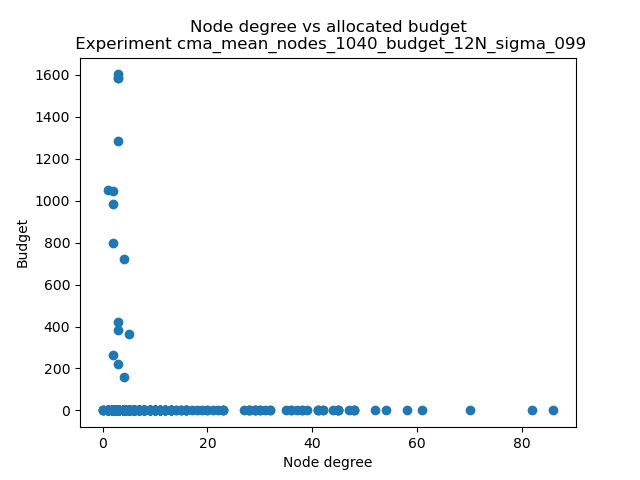 Node degree vs allocated budget
Experiment cma_mean_nodes_1040_budget_12N_sigma_099
1600
1400
1200
1000
800
600
400
200
0
Budget
0 20 40 60 80
Node degree